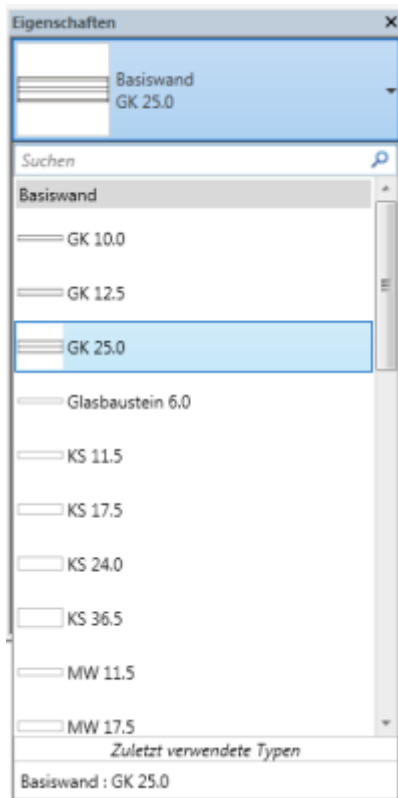 Eigenschaften
Basiswand
GK 25.0
Suchen
Basiswand
GK 10.0
GK 12.5
GK 25.0
Glasbaustein 6.0
KS 11.5
KS 17.5
KS 24.0
KS 36.5
MW 11.5
MW 17.5
Zuletzt verwendete Typen
Basiswand : GK 25.0